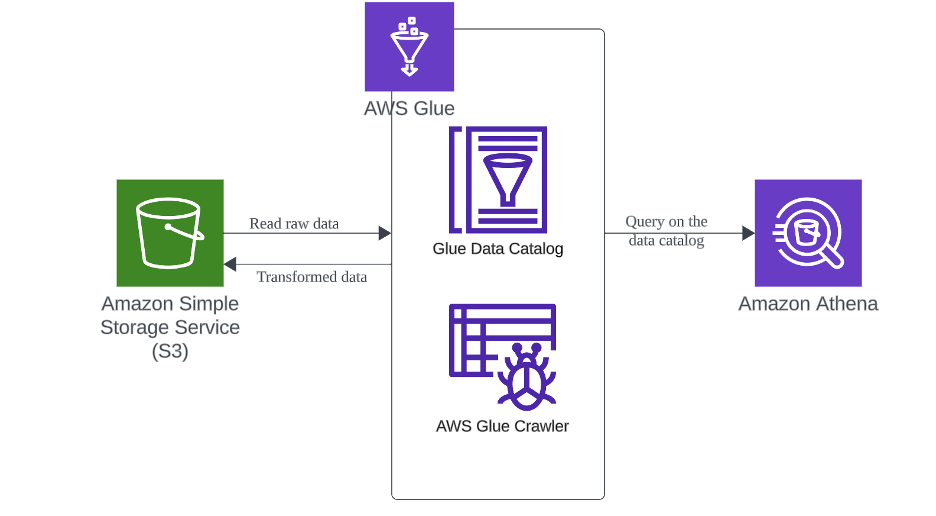 AWS Glue
Glue Data Catalog
Read raw data
Transformed data
Query on the
data catalog
Amazon Simple
Storage Service
(S3)
Amazon Athena
AWS Glue Crawler